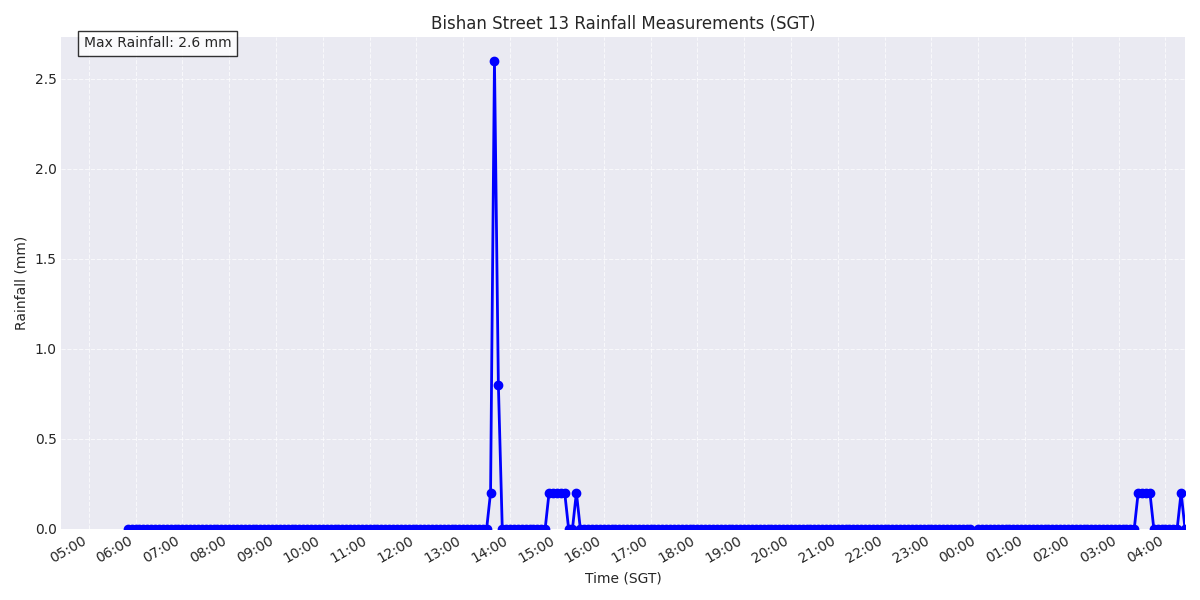 Bishan Street 13 Rainfall Measurements (SGT)
Max Rainfall: 2.6 mm
2.5
2.0
1.5
1.0
0.5
0.0
Rainfall (mm)
05:00 06:00 07:00 08:00 09:00 10:00 11:00 12:00 13:00 14:00 15:00 16:00 17:00 18:00 19:00 20:00 21:00 22:00 23:00 00:00 01:00 02:00 03:00 04:00
Time (SGT)